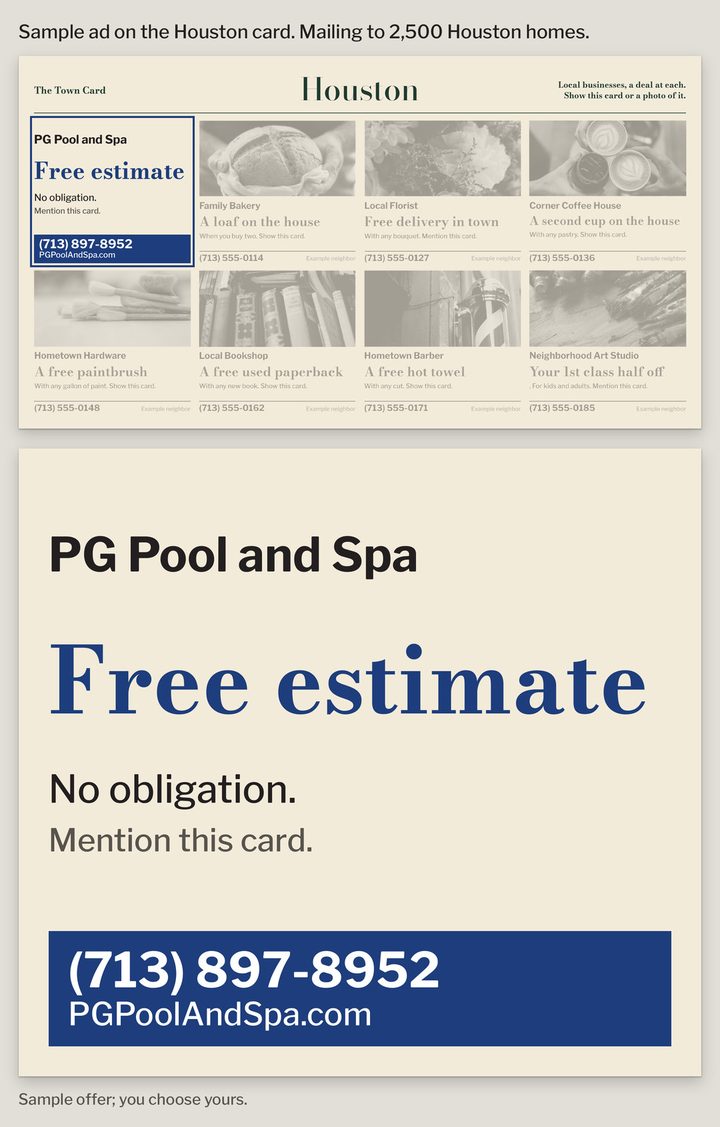 Sample ad on the Houston card. Mailing to 2,500 Houston homes.
The Town Card
Houston
Local businesses, a deal at each.
Show this card or a photo of it.
PG Pool and Spa
Free estimate
No obligation.
Mention this card.
(713) 897-8952
PGPoolAndSpa.com
Family Bakery
A loaf on the house
When you buy two. Show this card.
(713) 555-0114
Example neighbor
Local Florist
Free delivery in town
With any bouquet. Mention this card.
(713) 555-0127
Example neighbor
Corner Coffee House
A second cup on the house
With any pastry. Show this card.
(713) 555-0136
Example neighbor
Hometown Hardware
A free paintbrush
With any gallon of paint. Show this card.
(713) 555-0148
Example neighbor
Local Bookshop
A free used paperback
With any new book. Show this card.
(713) 555-0162
Example neighbor
Hometown Barber
A free hot towel
With any cut. Show this card.
(713) 555-0171
Example neighbor
Neighborhood Art Studio
Your 1st class half off
For kids and adults. Mention this card.
(713) 555-0185
Example neighbor
PG Pool and Spa
Free estimate
No obligation.
Mention this card.
(713) 897-8952
PGPoolAndSpa.com
Sample offer; you choose yours.